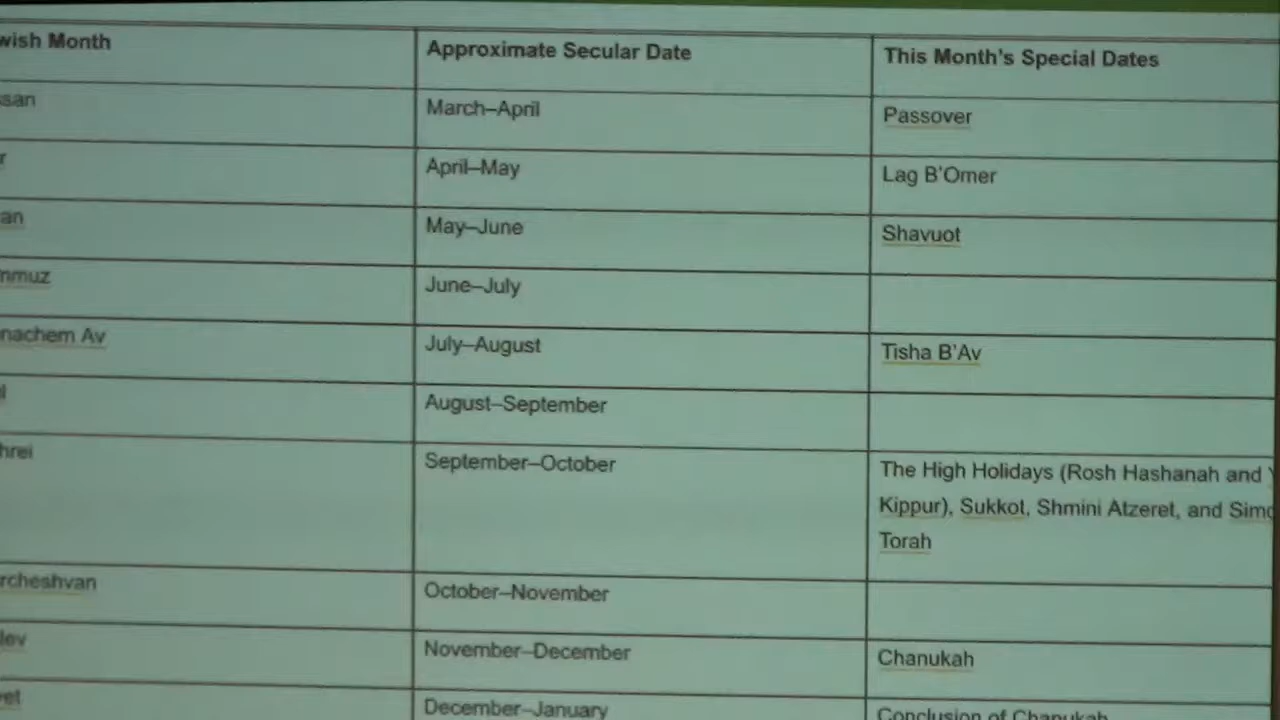 wish Month Approximate Secular Date This Month's Special Dates
ssan March–April Passover
r April–May Lag B'Omer
an May–June Shavuot
nmuz June–July
nachem Av July–August Tisha B'Av
l August–September
hrei September–October The High Holidays (Rosh Hashanah and Y
Kippur), Sukkot, Shmini Atzeret, and Simc
Torah
rcheshvan October–November
lev November–December Chanukah
vet December–January Conclusion of Chanukah